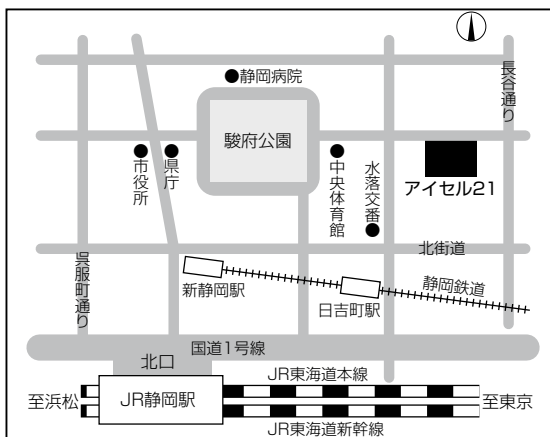 長谷通り
静岡病院
駿府公園
市役所
県庁
中央体育館
水落交番
アイセル21
呉服町通り
北街道
新静岡駅
日吉町駅
静岡鉄道
国道1号線
北口
JR東海道本線
至浜松
JR静岡駅
至東京
JR東海道新幹線